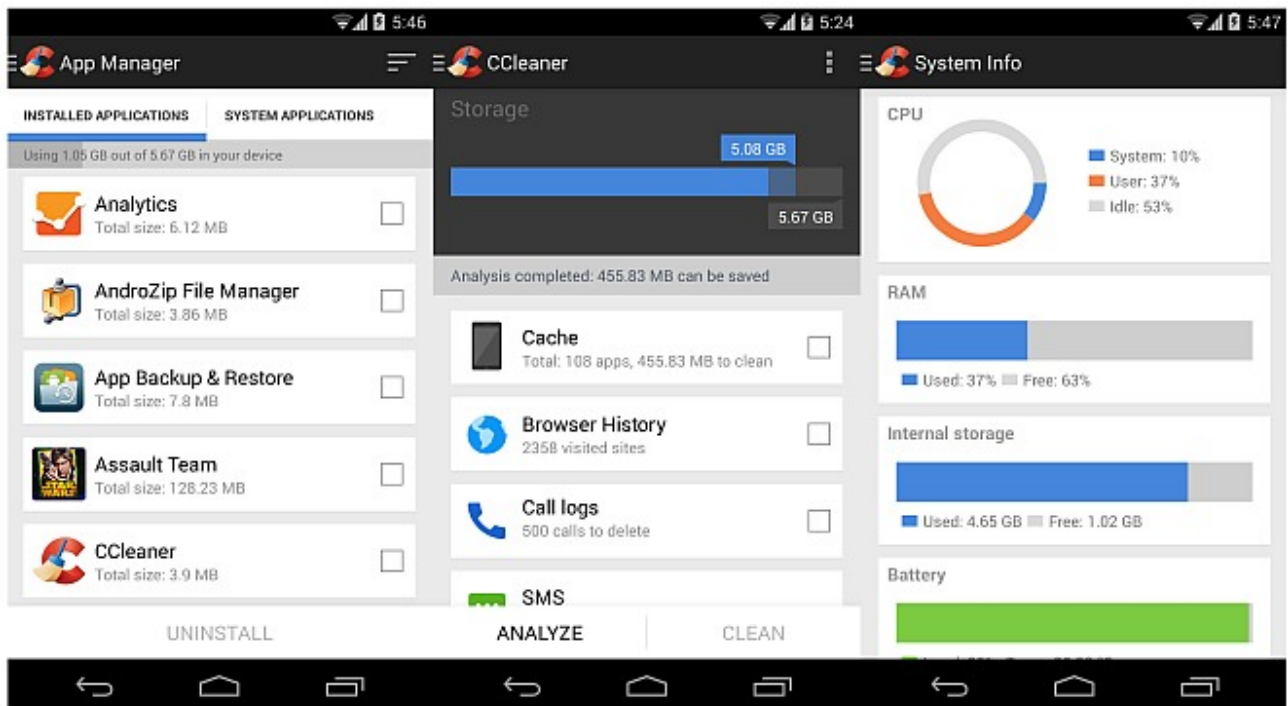 5:46
App Manager
INSTALLED APPLICATIONS SYSTEM APPLICATIONS
Using 1.05 GB out of 5.67 GB in your device
Analytics
Total size: 6.12 MB
AndroZip File Manager
Total size: 3.86 MB
App Backup & Restore
Total size: 7.8 MB
STAR WARS
Assault Team
Total size: 128.23 MB
CCleaner
Total size: 3.9 MB
UNINSTALL
5:24
CCleaner
Storage
5.08 GB
5.67 GB
Analysis completed: 455.83 MB can be saved
Cache
Total: 108 apps, 455.83 MB to clean
Browser History
2358 visited sites
Call logs
500 calls to delete
SMS
ANALYZE CLEAN
5:47
System Info
CPU
System: 10%
User: 37%
Idle: 53%
RAM
Used: 37% Free: 63%
Internal storage
Used: 4.65 GB Free: 1.02 GB
Battery